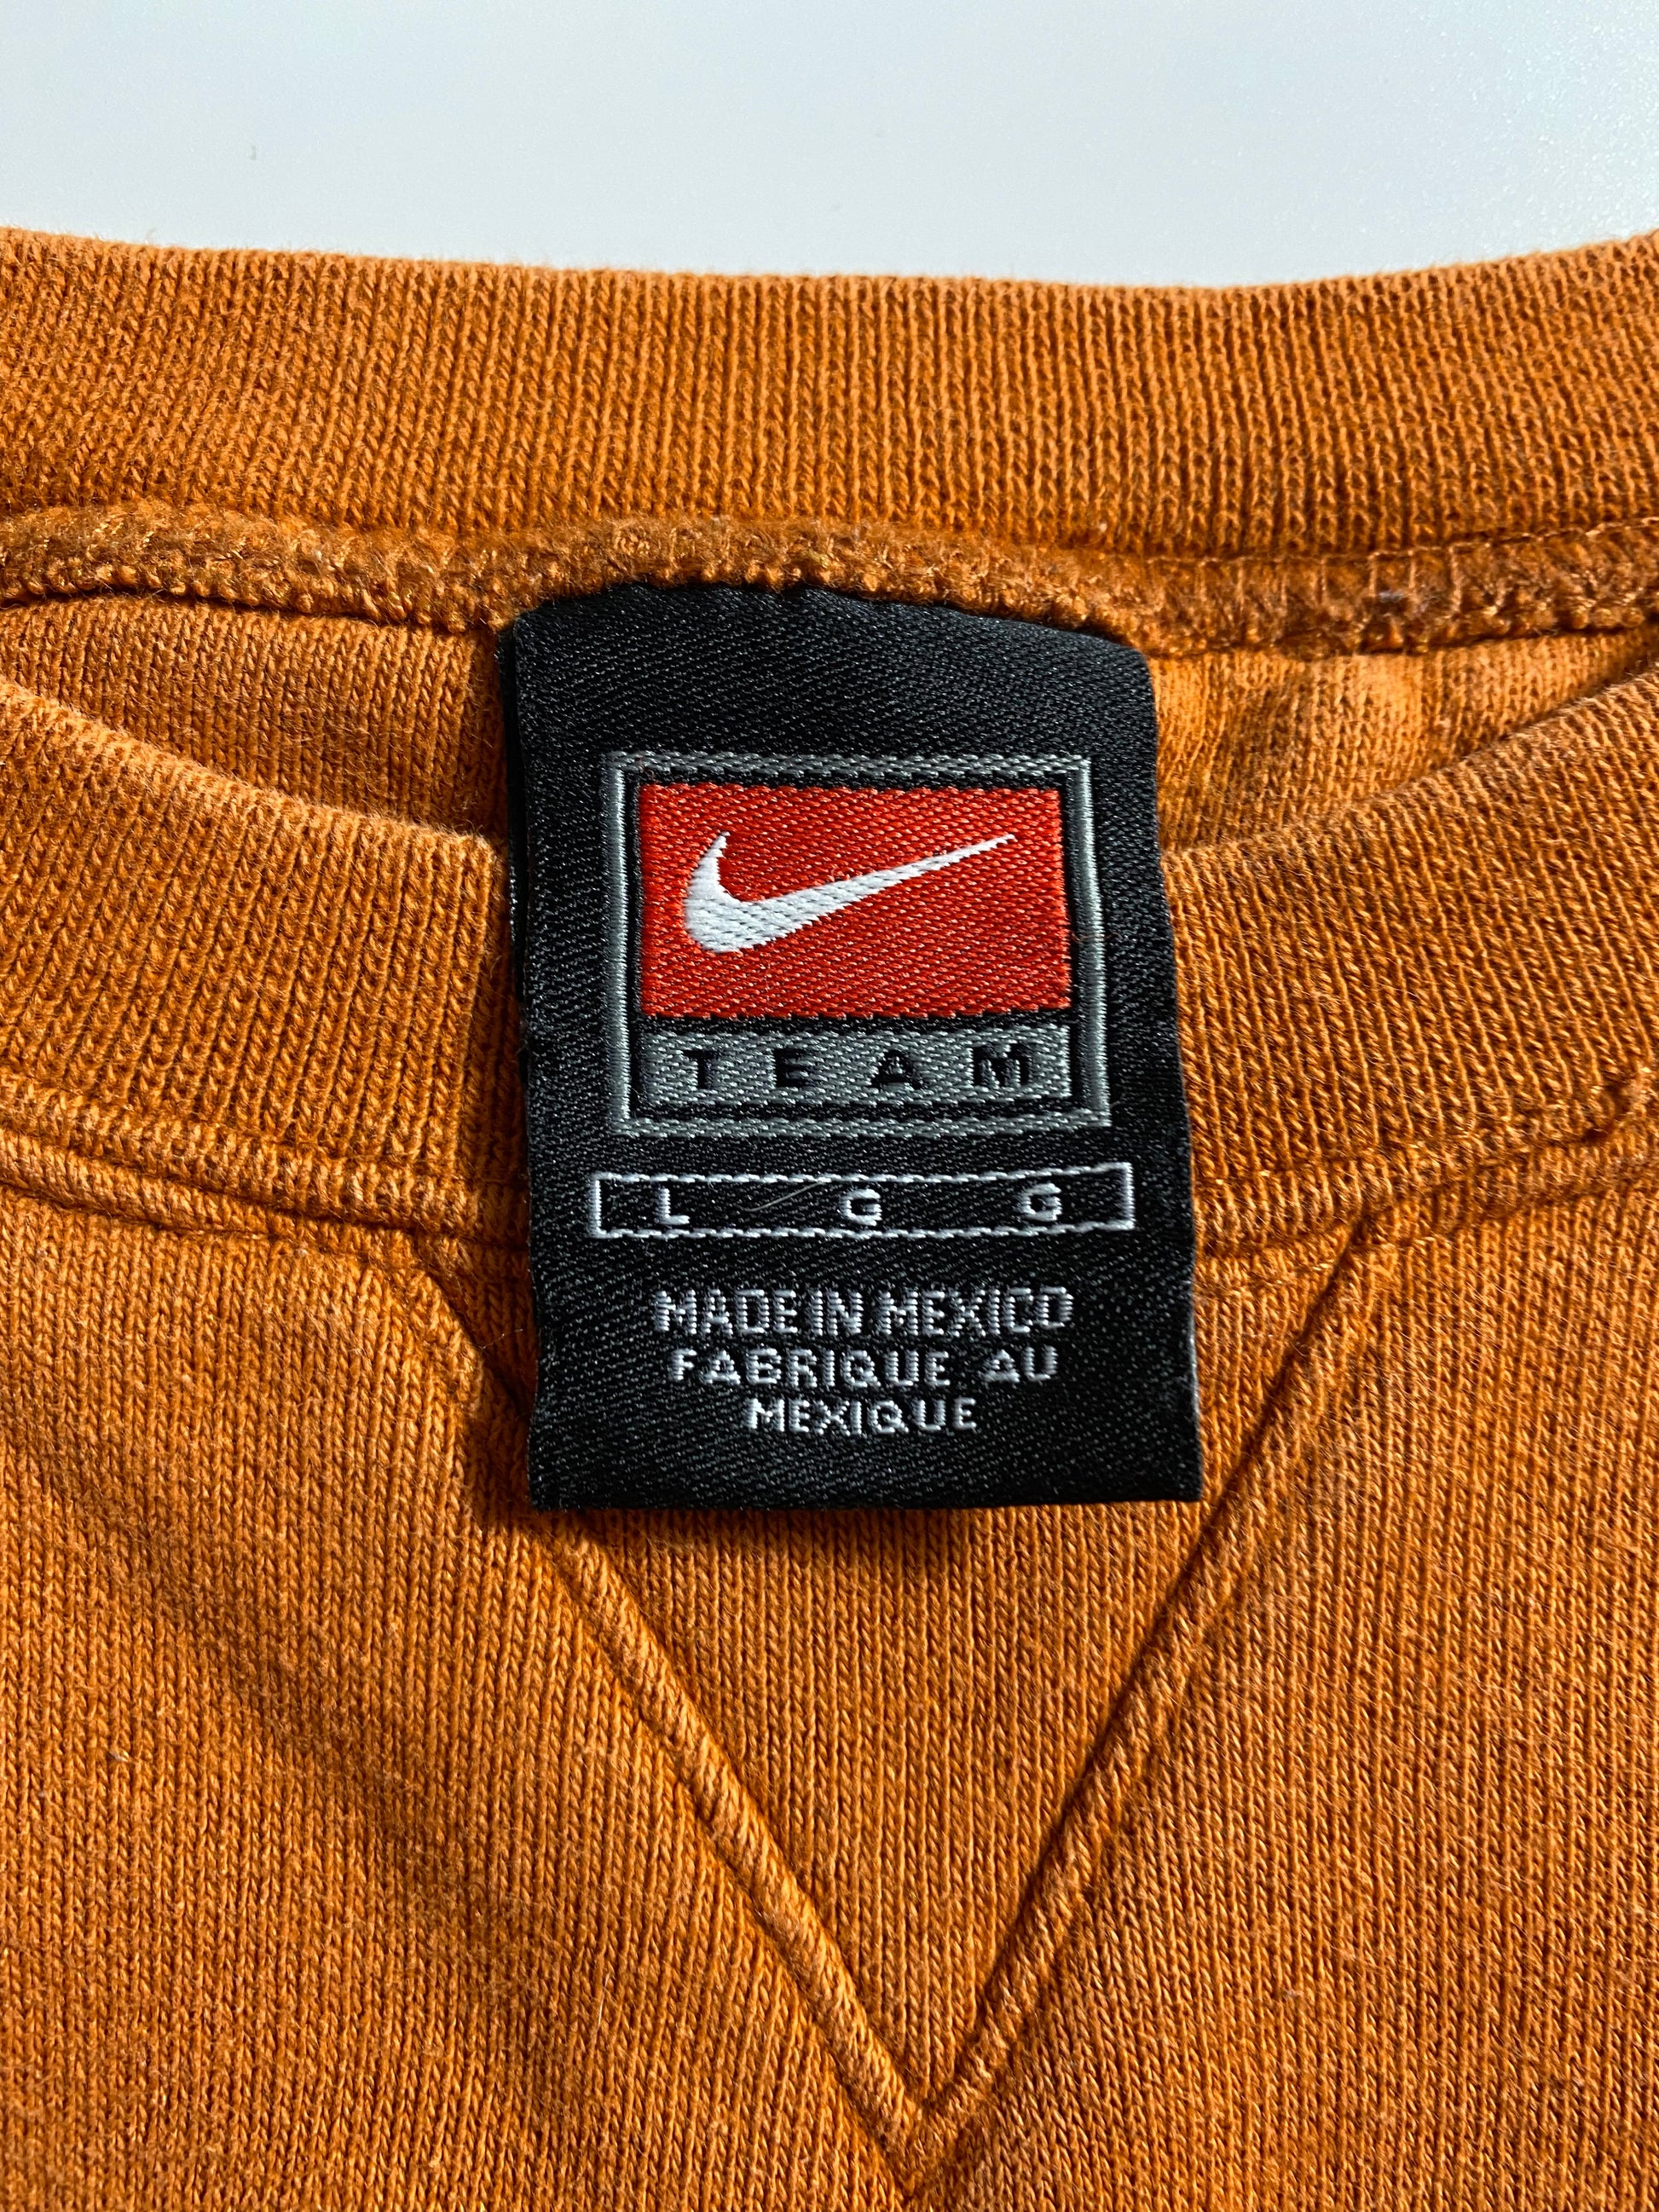 TEAM
L G G
MADE IN MEXICO
FABRIQUE AU
MEXIQUE